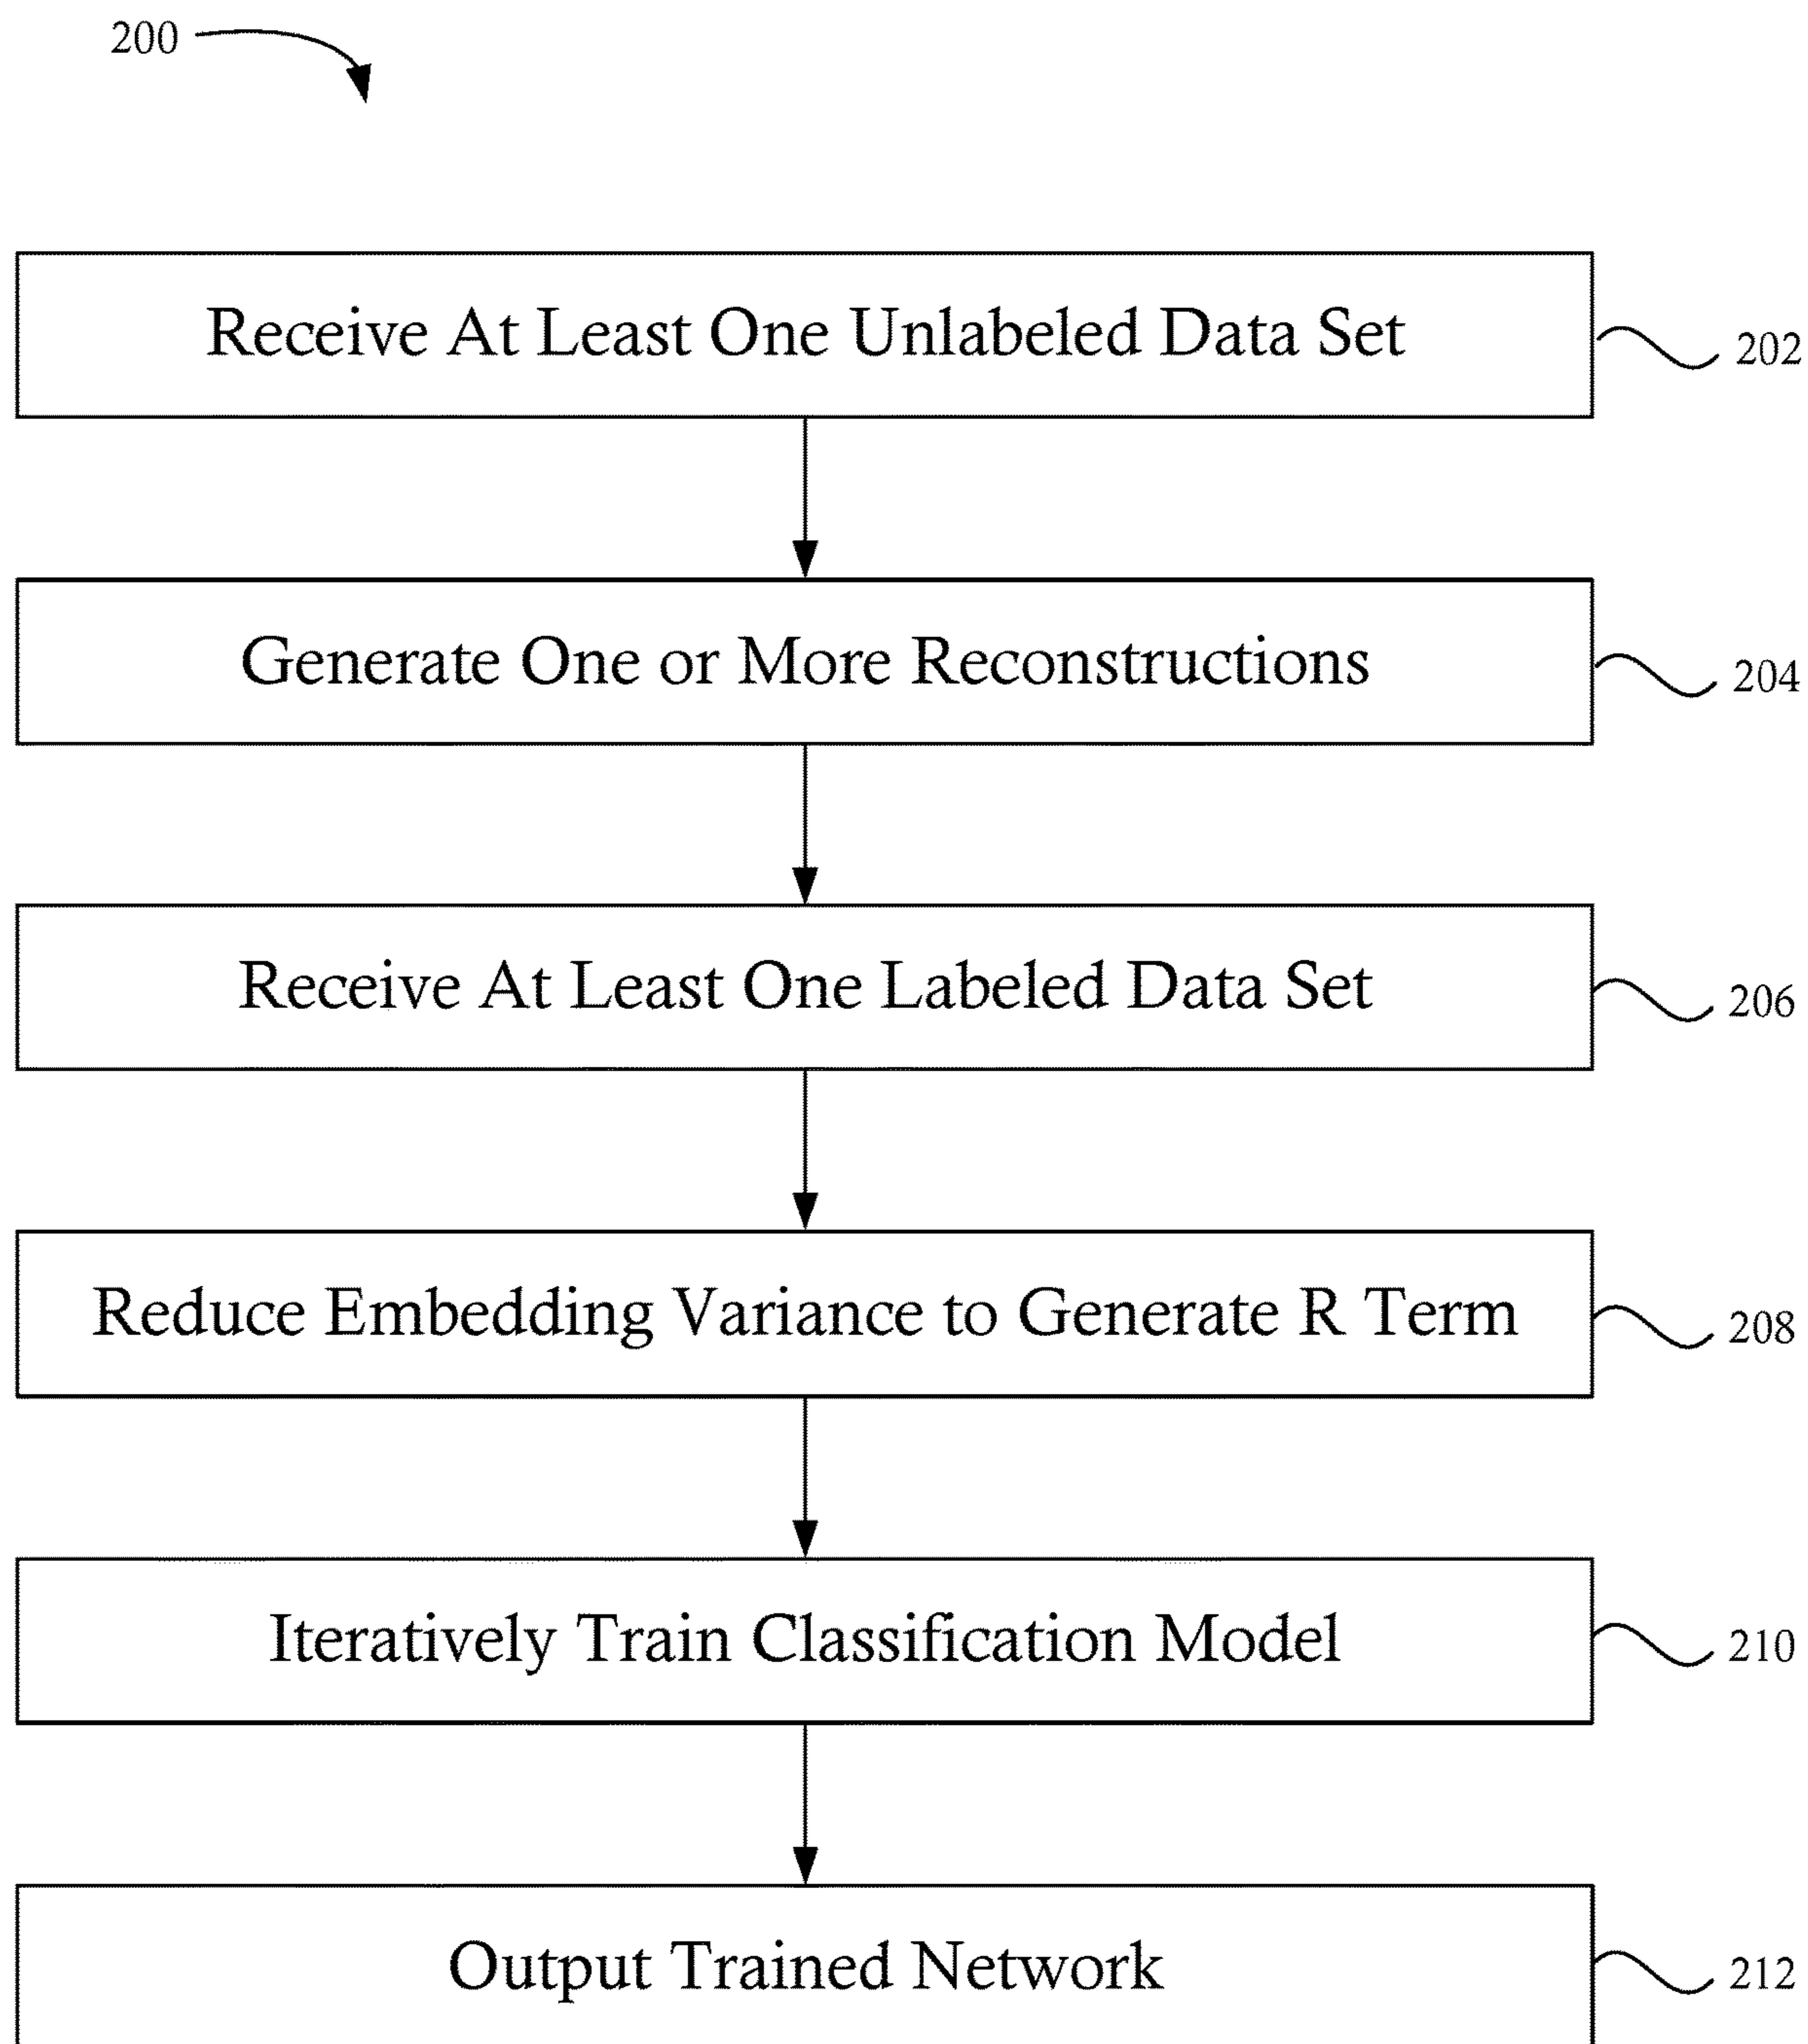 200
Receive At Least One Unlabeled Data Set
202
Generate One or More Reconstructions
204
Receive At Least One Labeled Data Set
206
Reduce Embedding Variance to Generate R Term
208
Iteratively Train Classification Model
210
Output Trained Network
212